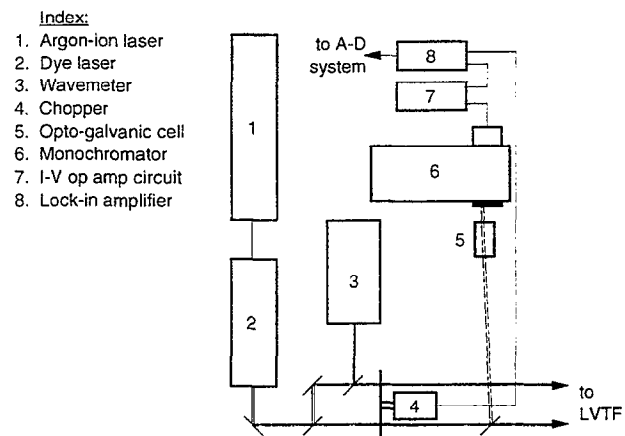 Index:
1. Argon-ion laser
2. Dye laser
3. Wavemeter
4. Chopper
5. Opto-galvanic cell
6. Monochromator
7. I-V op amp circuit
8. Lock-in amplifier
to A-D
system
8
7
1
6
5
3
2
4
to
LVTF